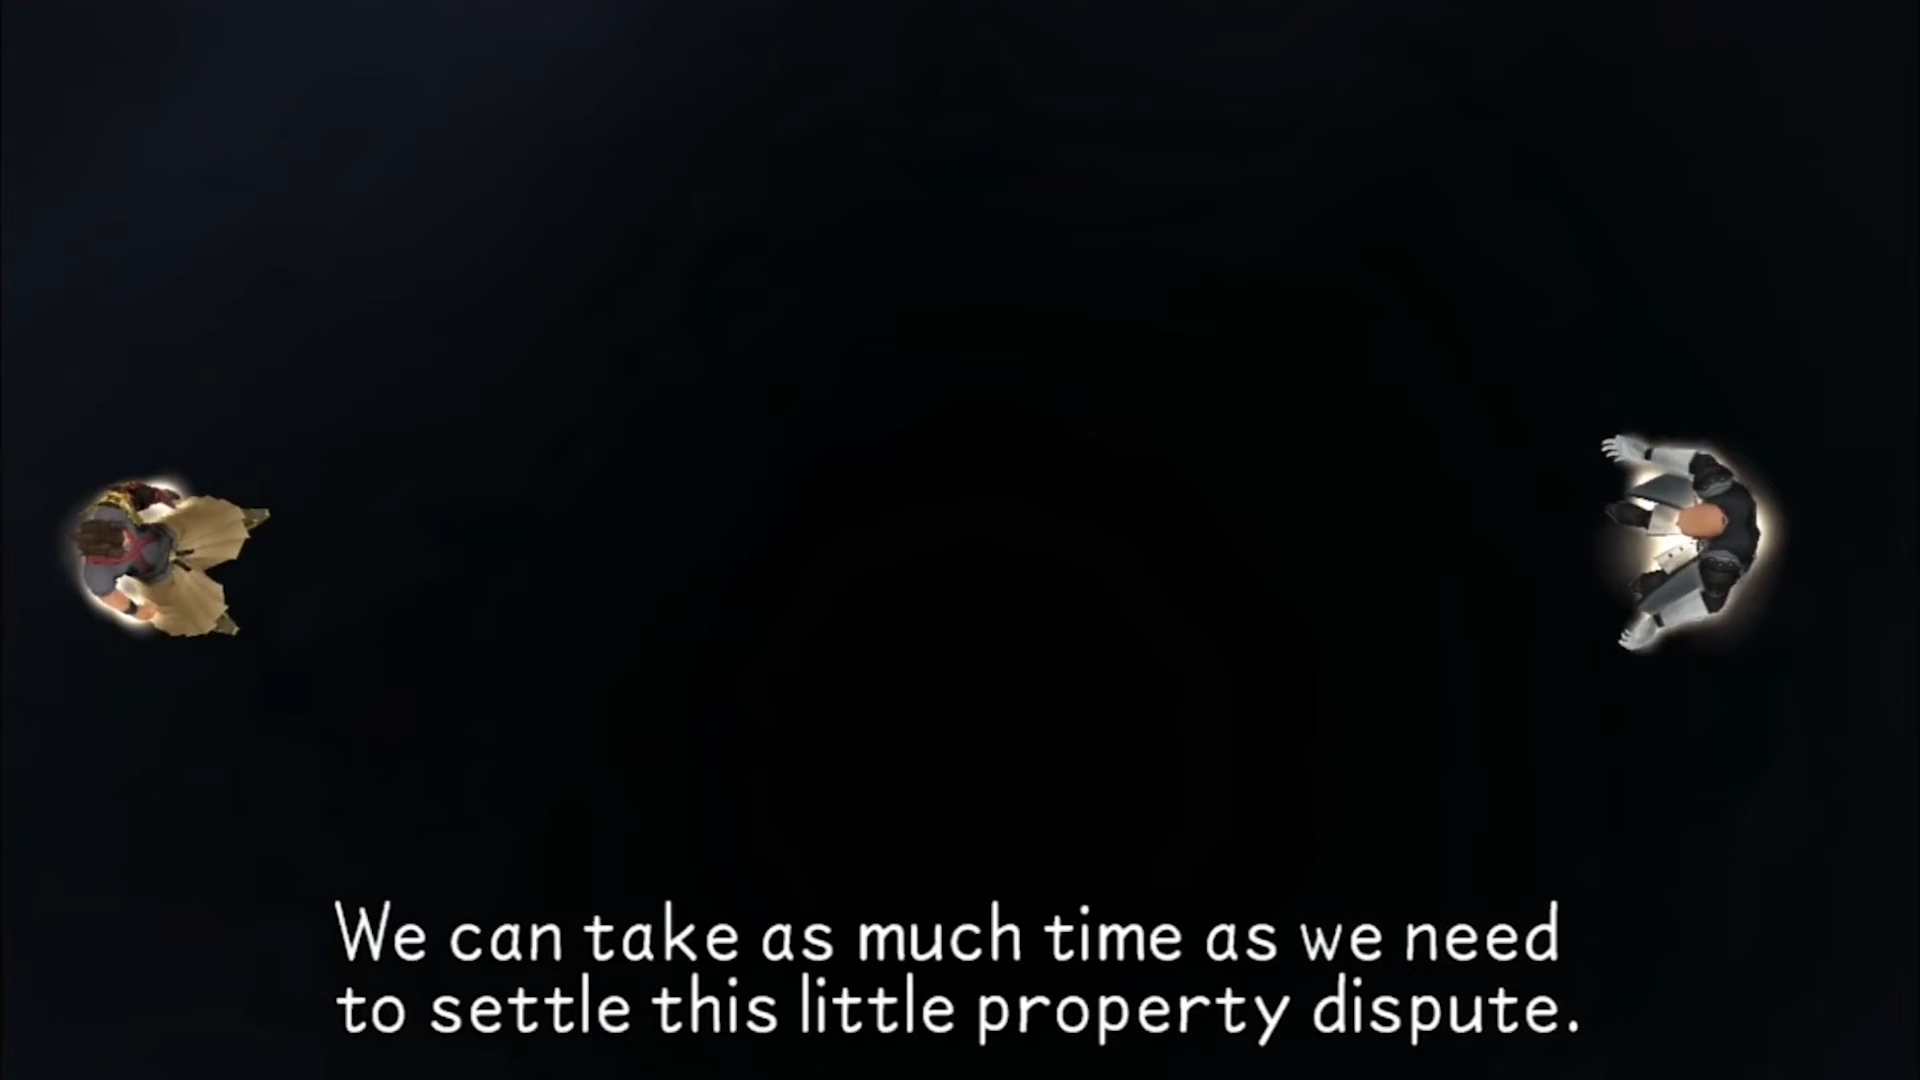 We can take as much time as we need
to settle this little property dispute.